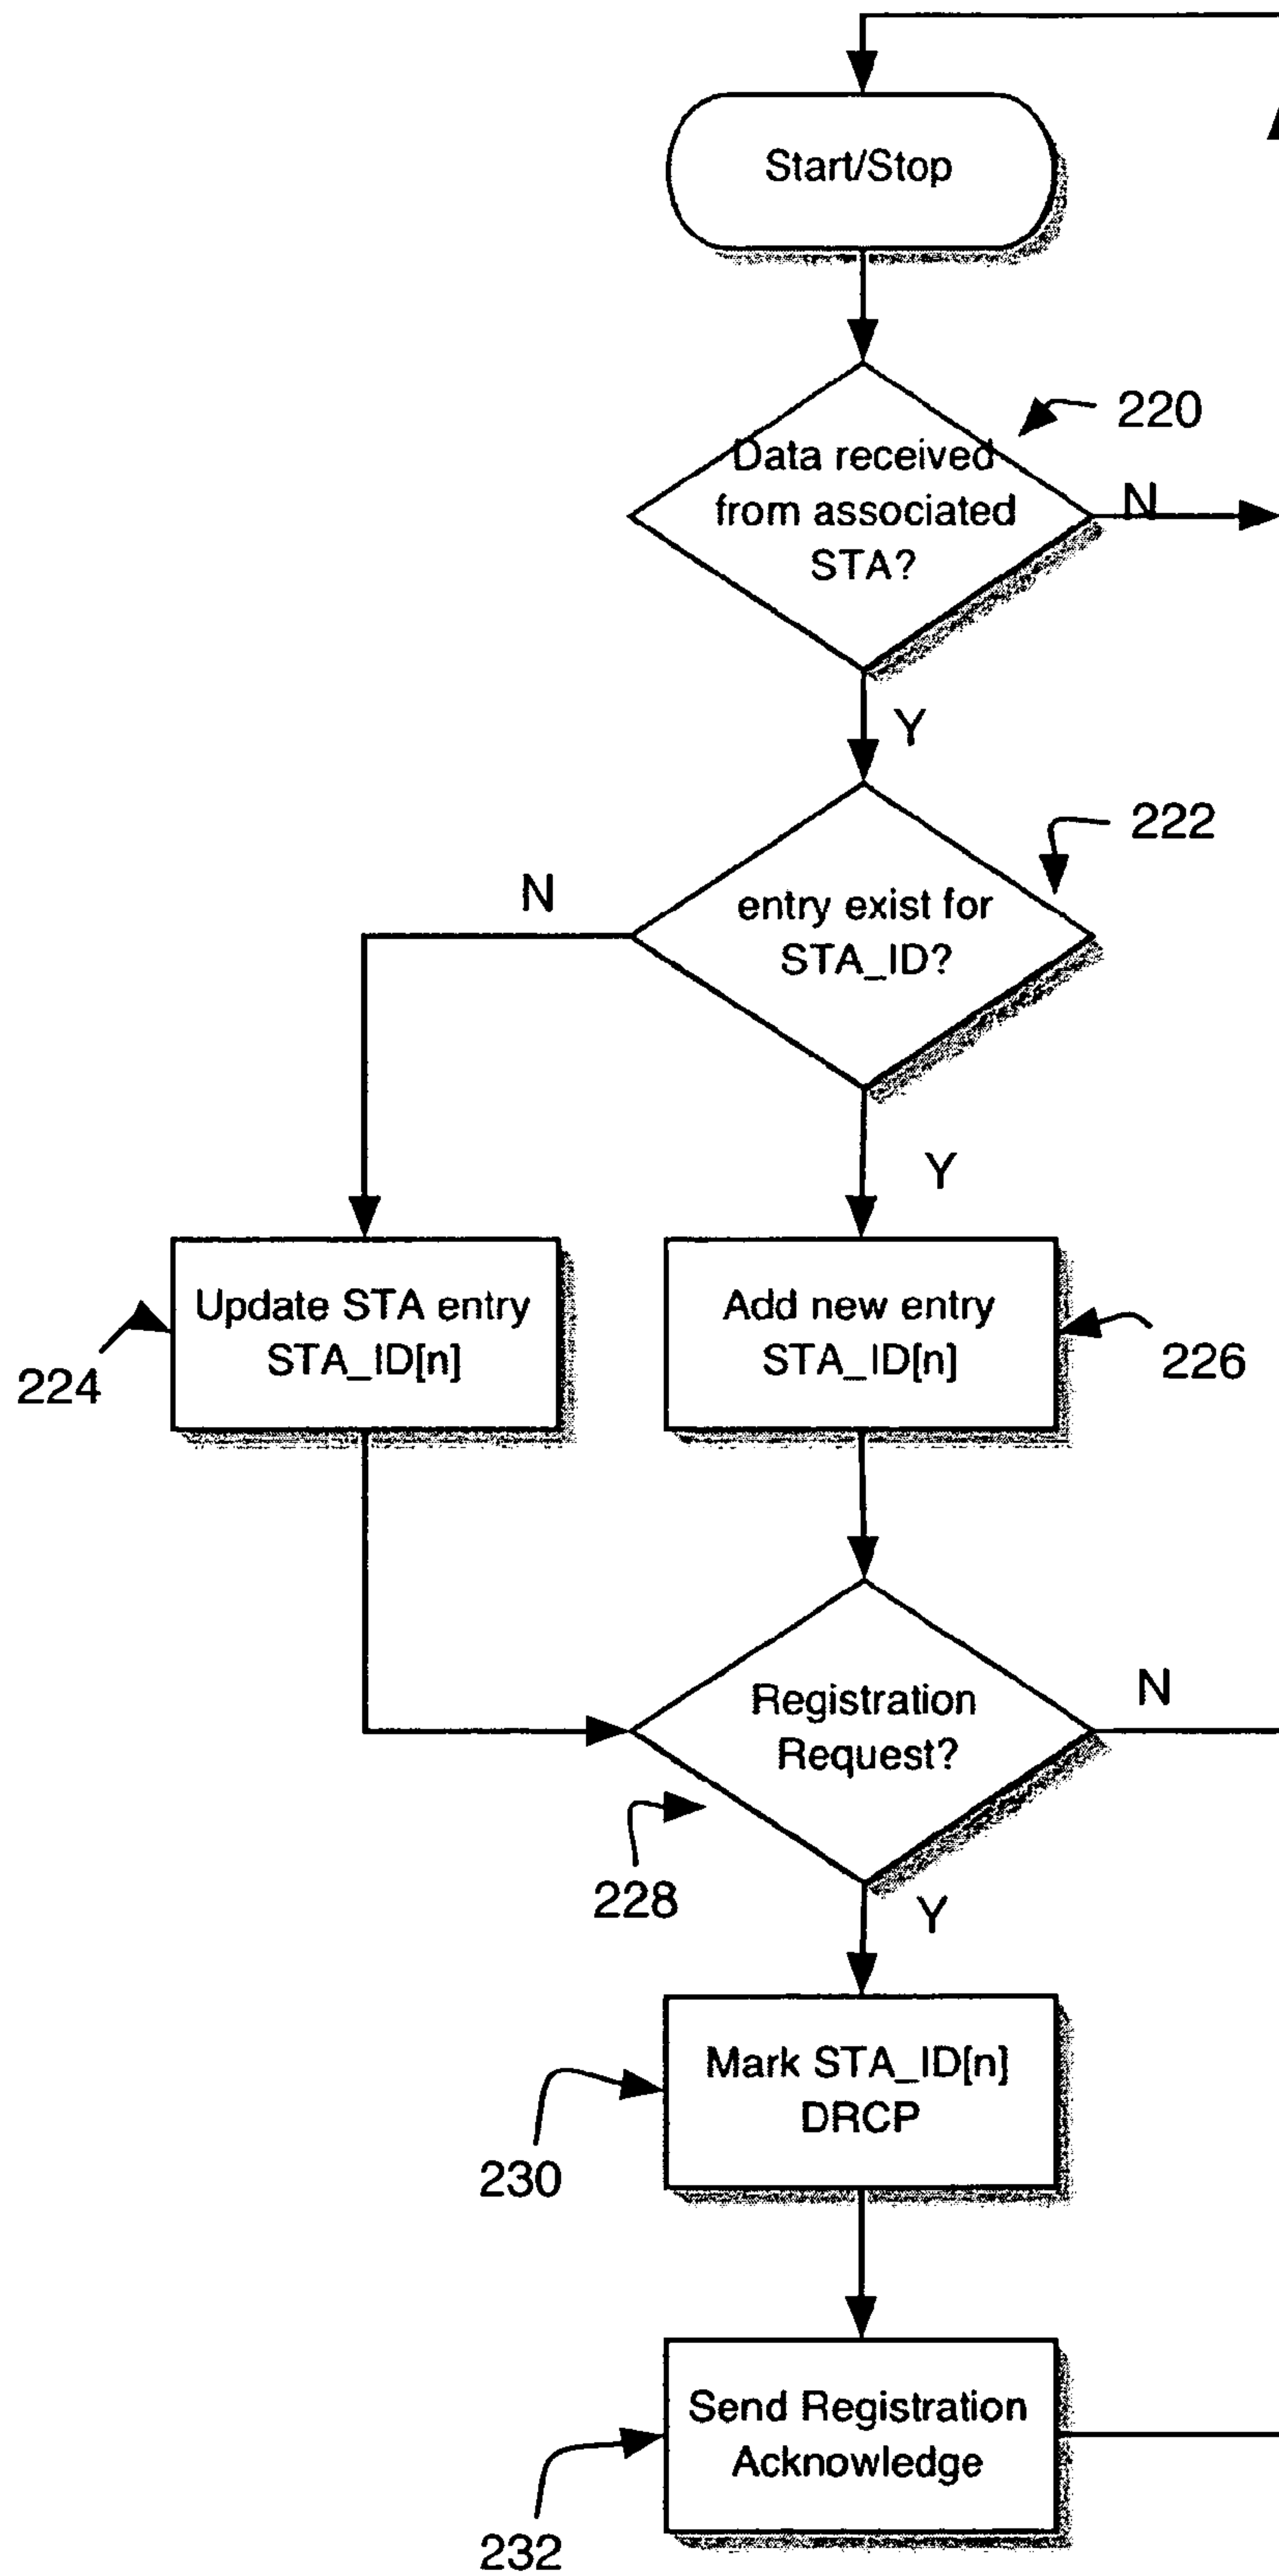 Start/Stop
220
Data received
from associated
STA?
N
Y
222
N
entry exist for
STA_ID?
Y
Update STA entry
STA_ID[n]
224
Add new entry
STA_ID[n]
226
Registration
Request?
N
228
Y
Mark STA_ID[n]
DRCP
230
Send Registration
Acknowledge
232